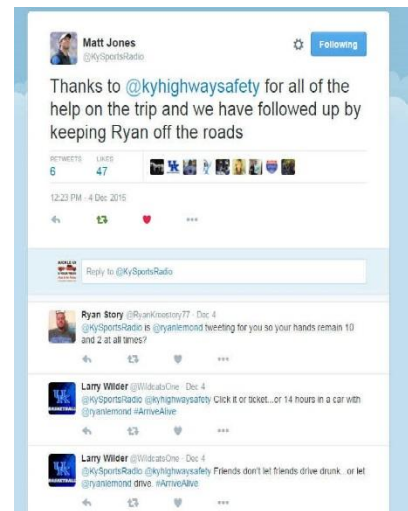 Matt Jones
@KySportsRadio
Following
Thanks to @kyhighwaysafety for all of the
help on the trip and we have followed up by
keeping Ryan off the roads
RETWEETS
6
LIKES
47
12:23 PM - 4 Dec 2015
Reply to @KySportsRadio
Ryan Story @RyanKneestory77 · Dec 4
@KySportsRadio is @ryanlemond tweeting for you so your hands remain 10
and 2 at all times?
Larry Wilder @WildcatsOne · Dec 4
@KySportsRadio @kyhighwaysafety Click it or ticket...or 14 hours in a car with
@ryanlemond #ArriveAlive
Larry Wilder @WildcatsOne · Dec 4
@KySportsRadio @kyhighwaysafety Friends don't let friends drive drunk...or let
@ryanlemond drive. #ArriveAlive